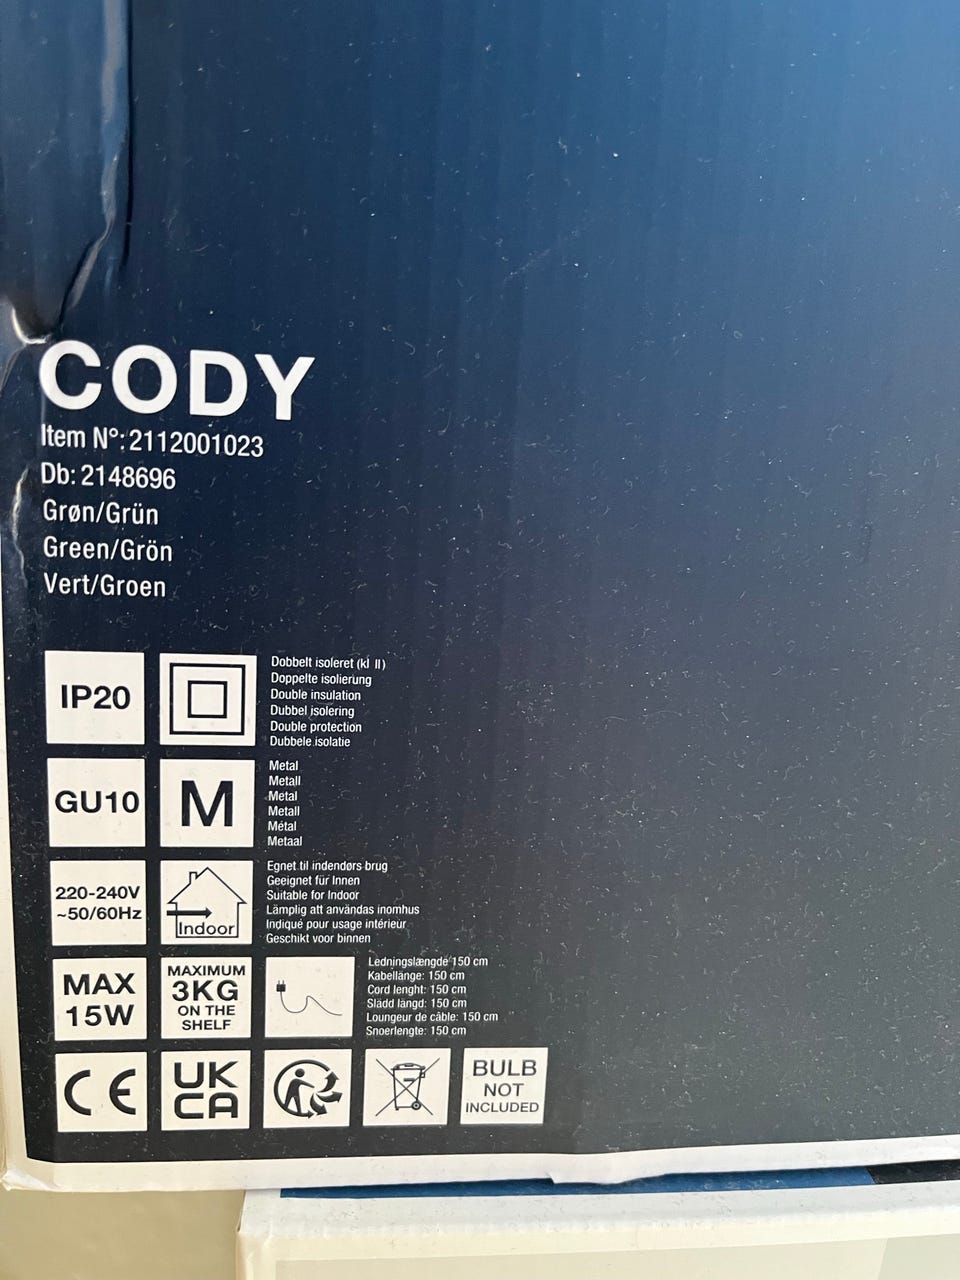 CODY
Item N°: 2112001023
Db: 2148696
Grøn/Grün
Green/Grön
Vert/Groen
IP20
Dobbelt isoleret (kl II)
Doppelte isolierung
Double insulation
Dubbel isolering
Double protection
Dubbele isolatie
GU10
M
Metal
Metall
Metal
Metall
Métal
Metaal
220-240V
~50/60Hz
Indoor
Egnet til indendørs brug
Geeignet für Innen
Suitable for Indoor
Lämplig att användas inomhus
Indiqué pour usage intérieur
Geschikt voor binnen
MAX
15W
MAXIMUM
3KG
ON THE
SHELF
Ledningslængde 150 cm
Kabellänge: 150 cm
Cord lenght: 150 cm
Slädd längd: 150 cm
Loungeur de câble: 150 cm
Snoerlengte: 150 cm
CE
UK
CA
BULB
NOT
INCLUDED